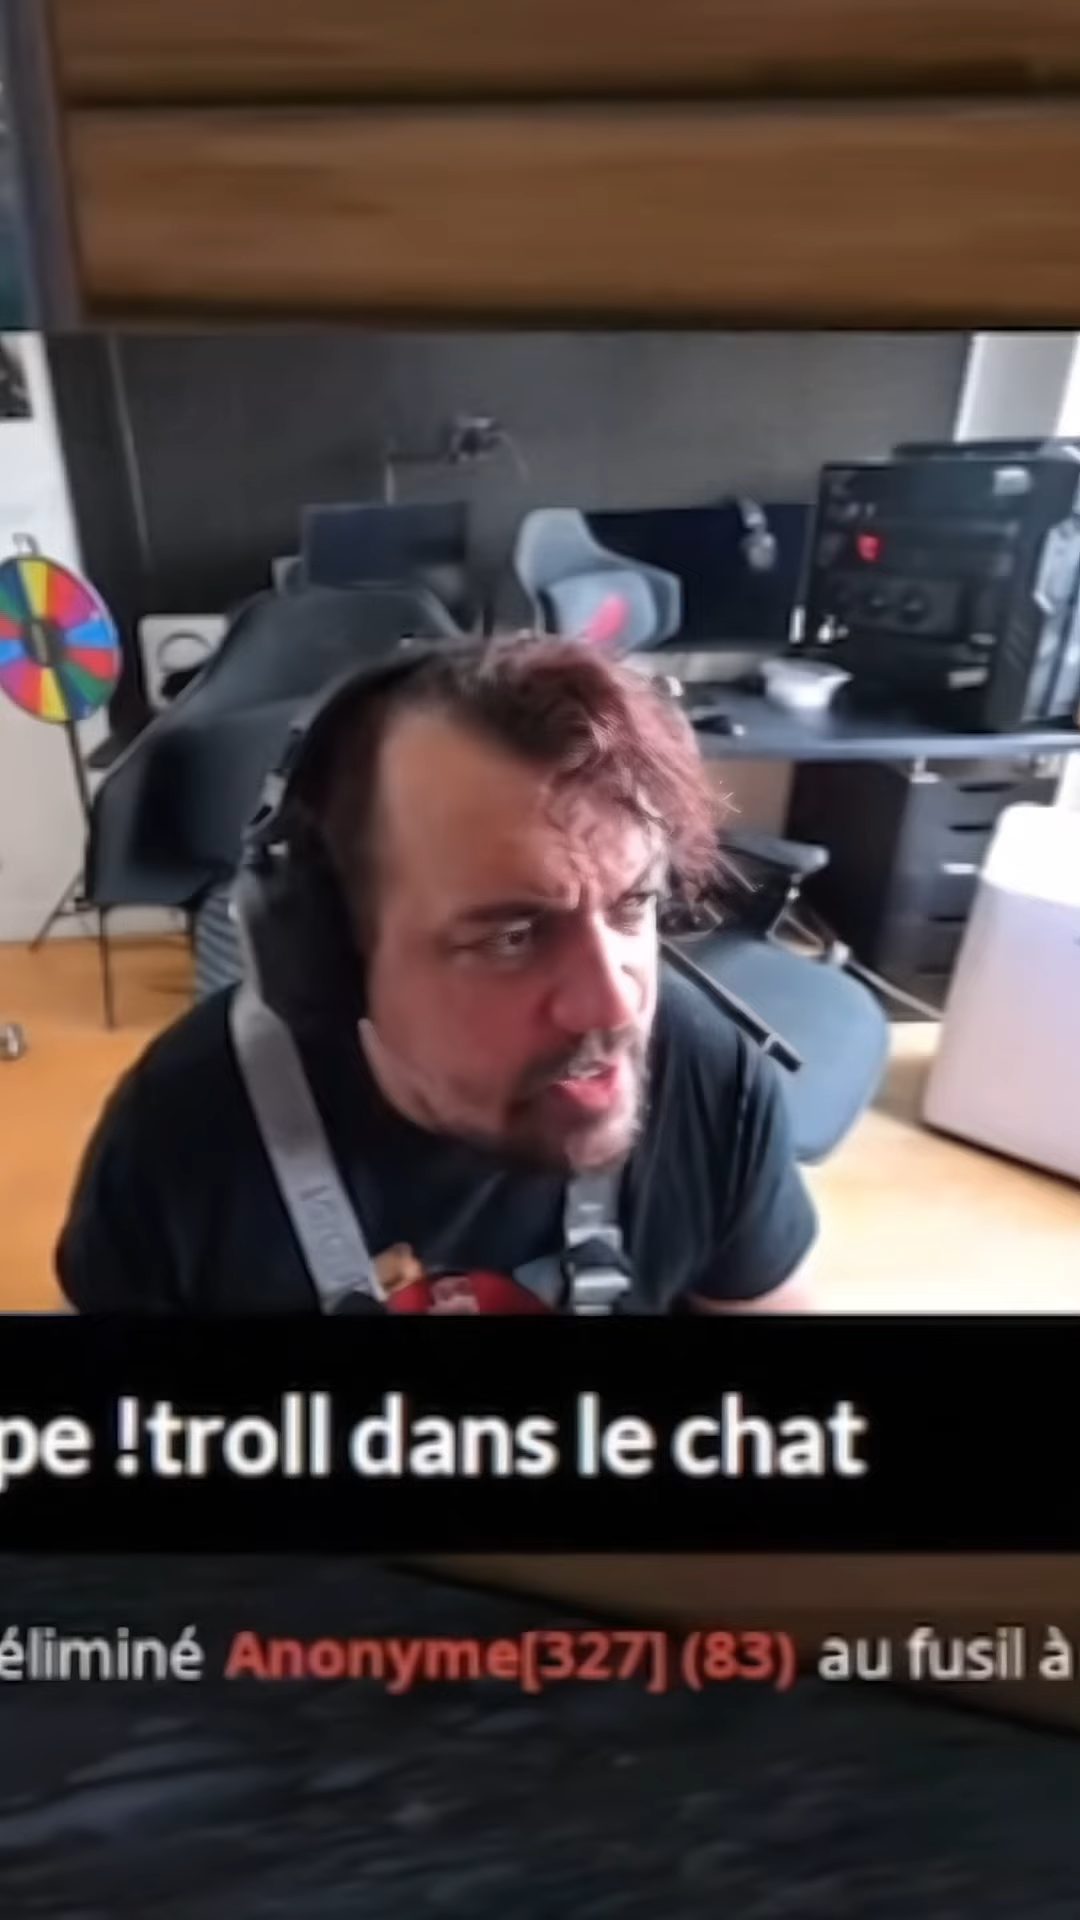 pe !troll dans le chat
éliminé Anonyme[327] (83) au fusil à